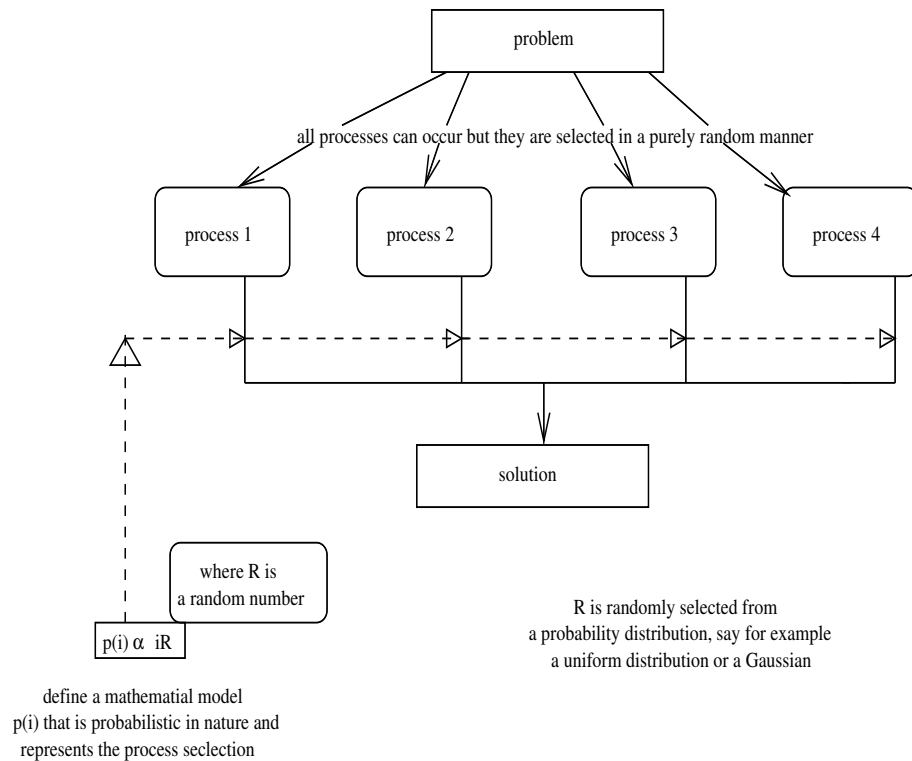 problem
all processes can occur but they are selected in a purely random manner
process 1
process 2
process 3
process 4
solution
where R is
a random number
p(i) α iR
R is randomly selected from
a probability distribution, say for example
a uniform distribution or a Gaussian
define a mathematial model
p(i) that is probabilistic in nature and
represents the process seclection